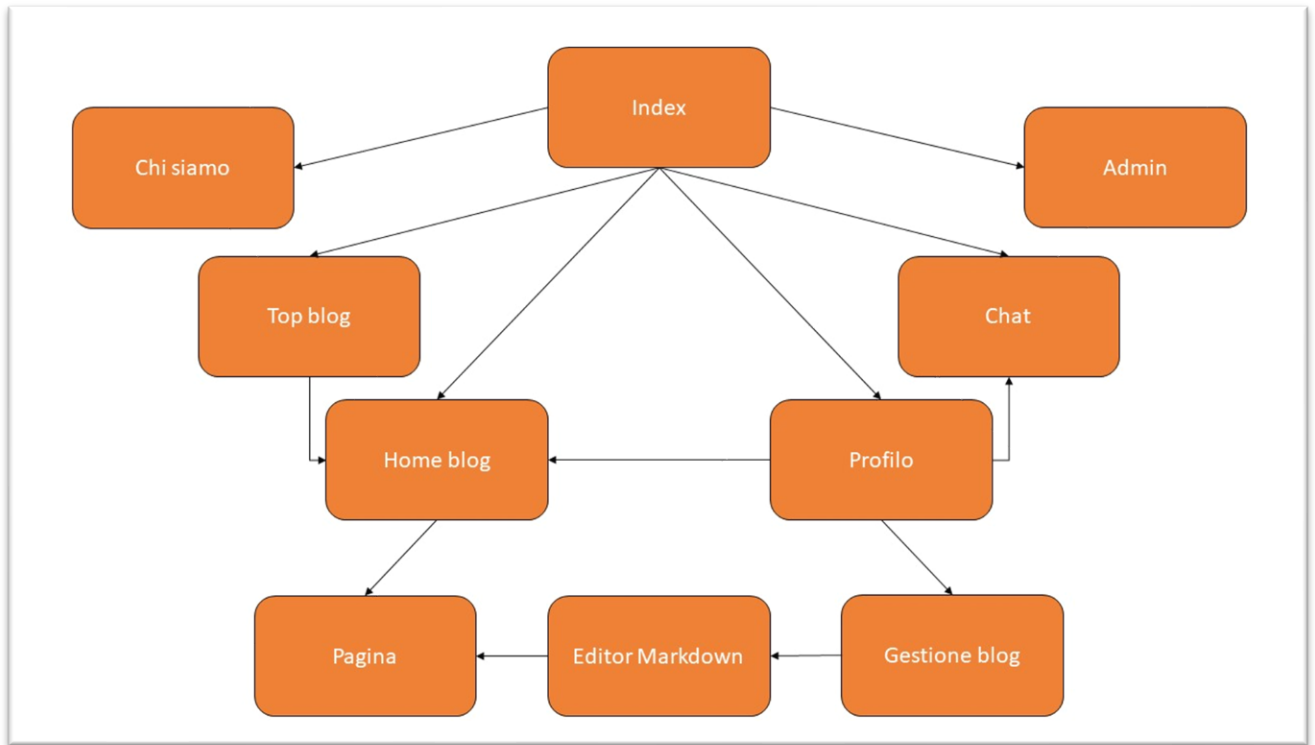 Index
Chi siamo
Admin
Top blog
Chat
Home blog
Profilo
Pagina
Editor Markdown
Gestione blog